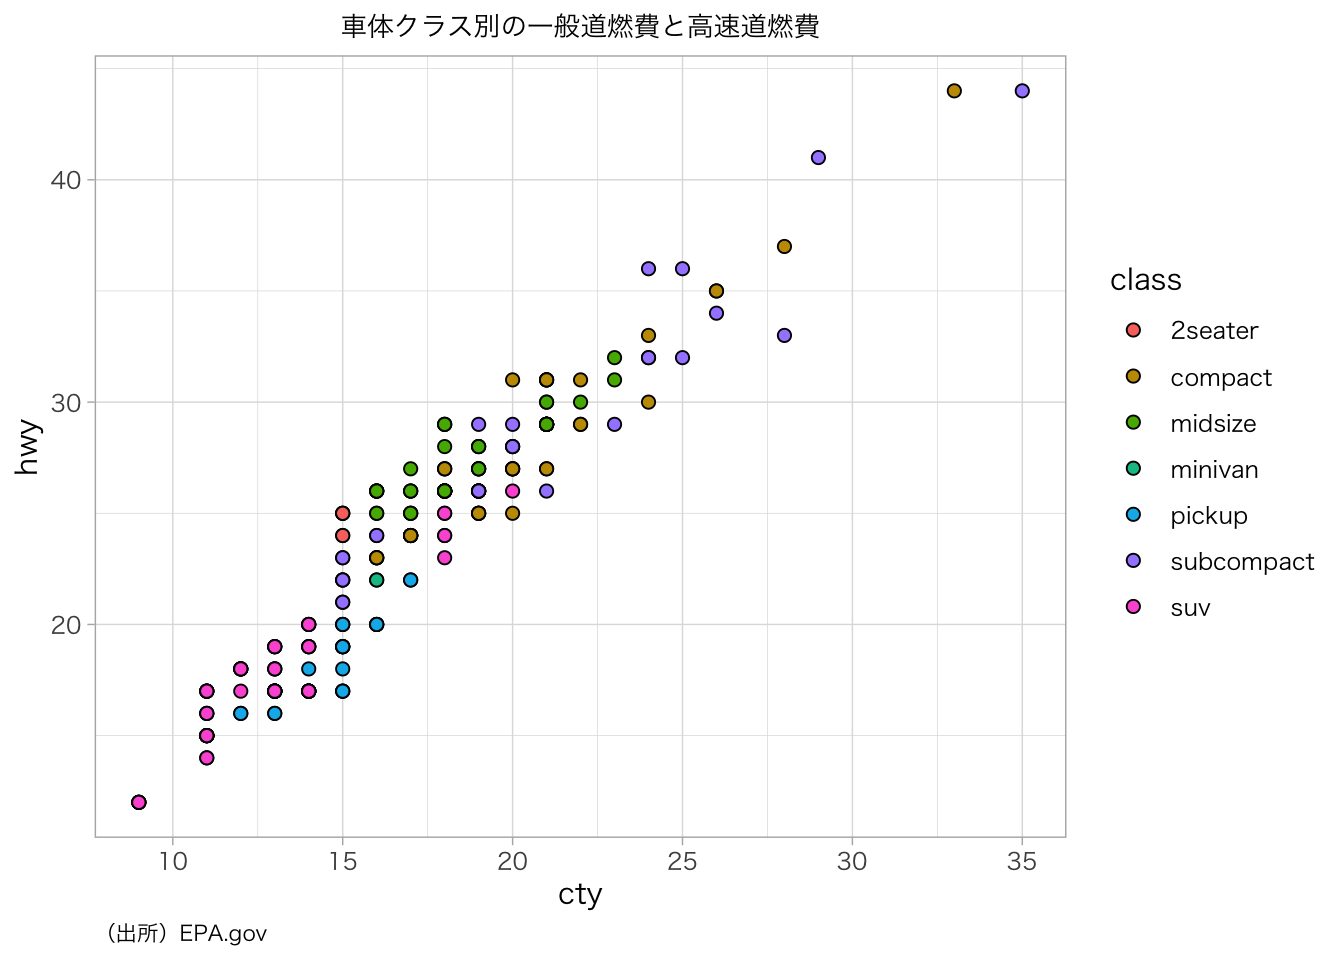 車体クラス別の一般道燃費と高速道燃費
hwy
40
30
20
10 15 20 25 30 35
cty
class
2seater
compact
midsize
minivan
pickup
subcompact
suv
（出所）EPA.gov